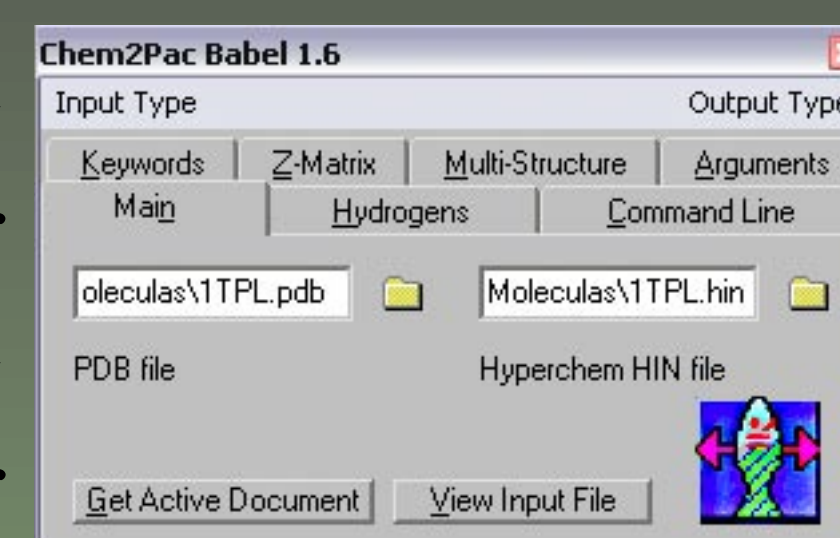 Chem2Pac Babel 1.6
Input Type Output Type
Keywords Z-Matrix Multi-Structure Arguments
Main Hydrogens Command Line
oleculas\1TPL.pdb Moleculas\1TPL.hin
PDB file Hyperchem HIN file
Get Active Document View Input File